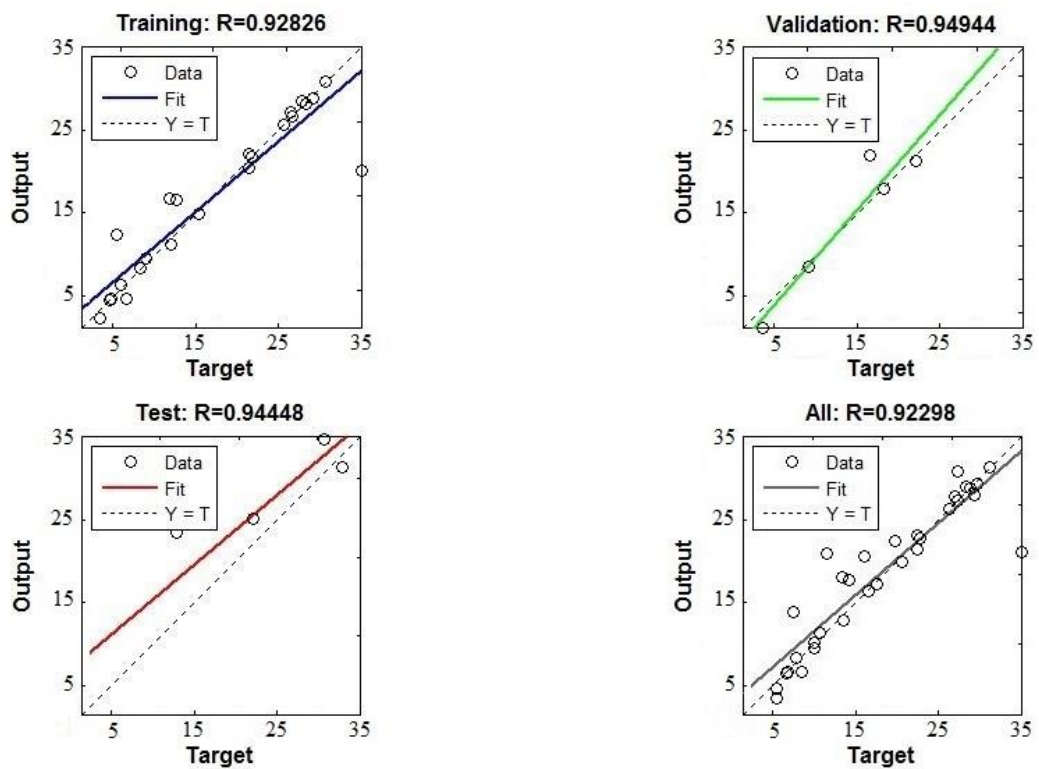 Training: R=0.92826
35
25
15
5
Output
Data
Fit
Y = T
5
15
25
35
Target
Validation: R=0.94944
35
25
15
5
Output
Data
Fit
Y = T
5
15
25
35
Target
Test: R=0.94448
35
25
15
5
Output
Data
Fit
Y = T
5
15
25
35
Target
All: R=0.92298
35
25
15
5
Output
Data
Fit
Y = T
5
15
25
35
Target